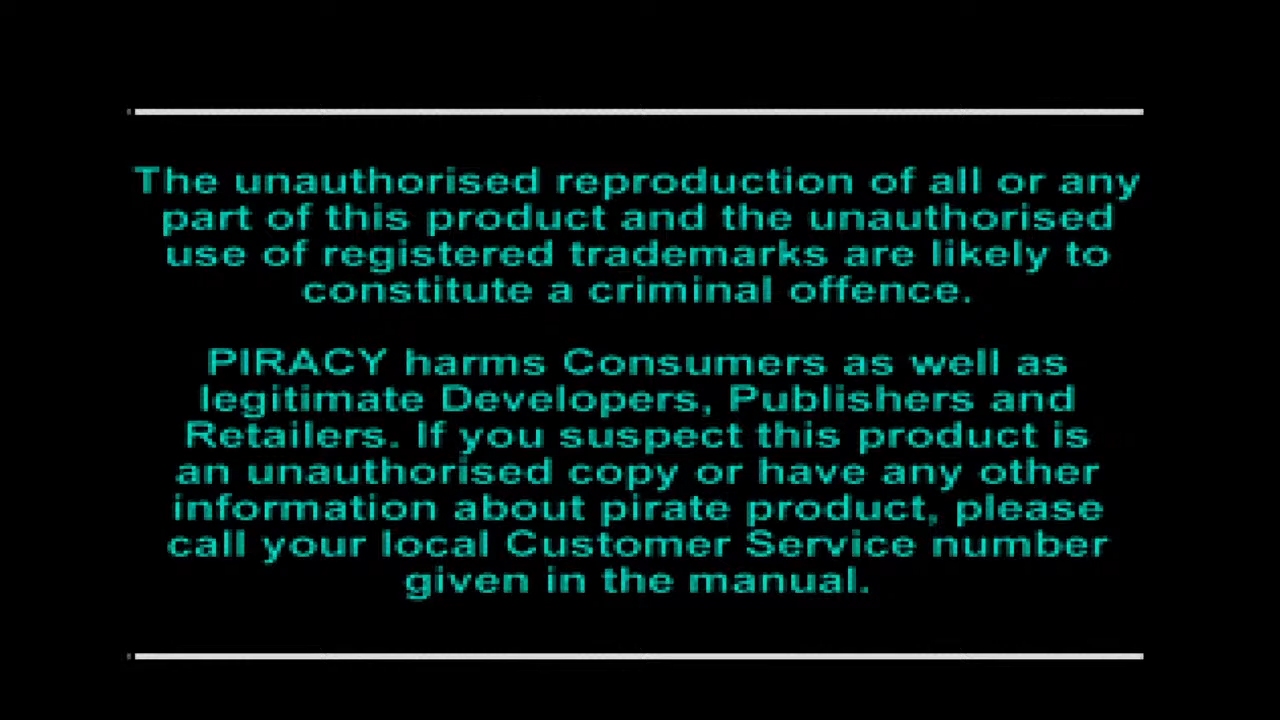 The unauthorised reproduction of all or any
part of this product and the unauthorised
use of registered trademarks are likely to
constitute a criminal offence.
PIRACY harms Consumers as well as
legitimate Developers, Publishers and
Retailers. If you suspect this product is
an unauthorised copy or have any other
information about pirate product, please
call your local Customer Service number
given in the manual.